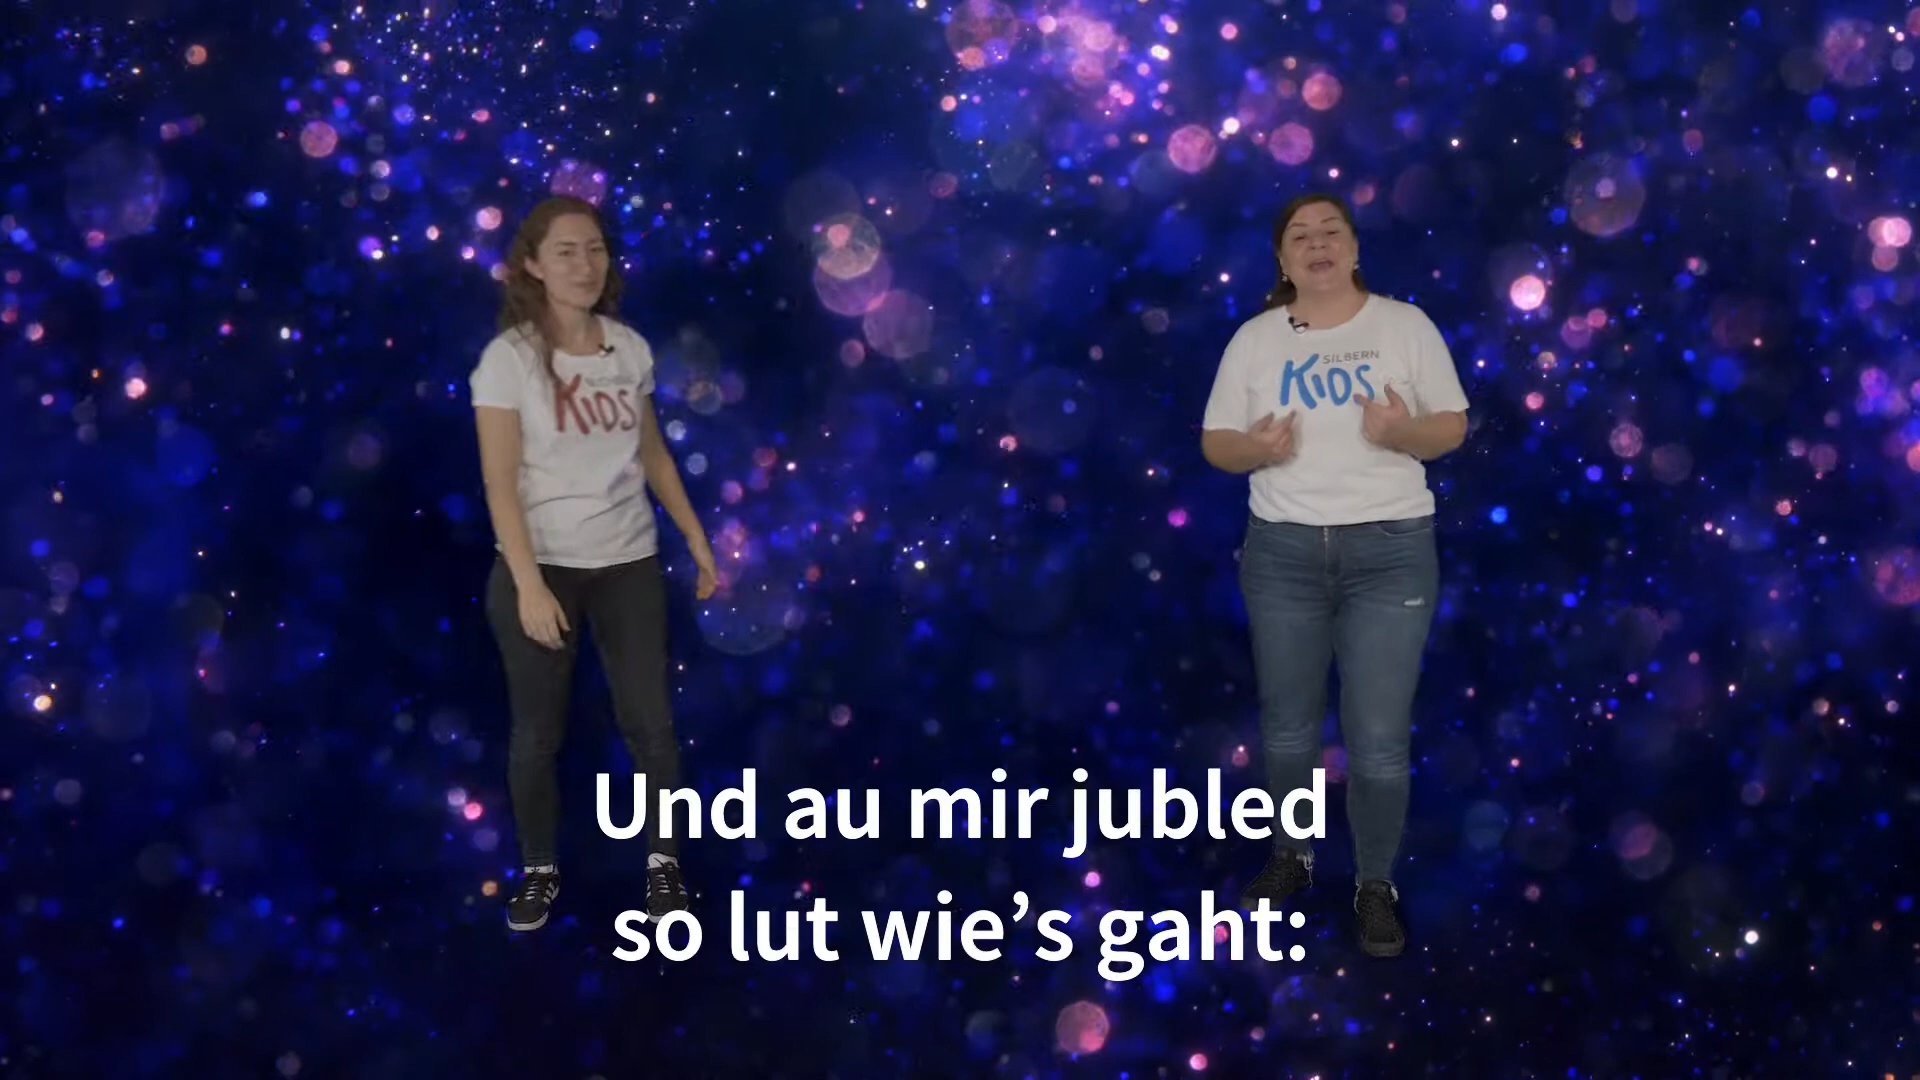 SILBERN
KIDS
KIDS
Und au mir jubled
so lut wie’s gaht: